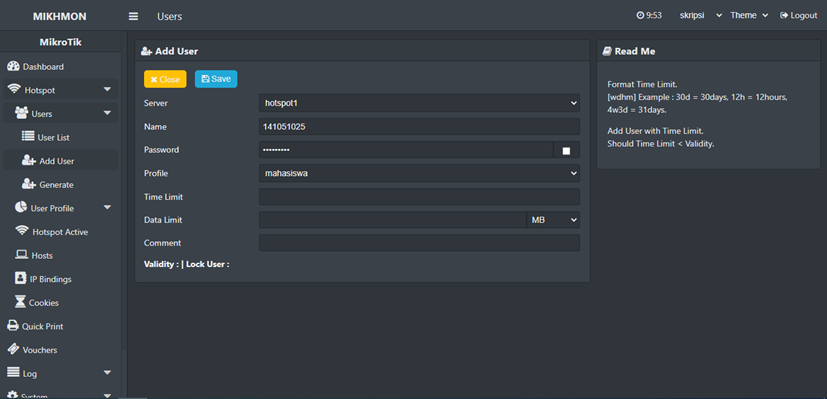 MIKHMON
Users
9:53
skripsi
Theme
Logout
MikroTik
Dashboard
Hotspot
Users
User List
Add User
Generate
User Profile
Hotspot Active
Hosts
IP Bindings
Cookies
Quick Print
Vouchers
Log
System
Add User
Close
Save
Server
hotspot1
Name
141051025
Password
•••••••••
Profile
mahasiswa
Time Limit
Data Limit
MB
Comment
Validity : | Lock User :
Read Me
Format Time Limit.
[wdhm] Example : 30d = 30days, 12h = 12hours,
4w3d = 31days.
Add User with Time Limit.
Should Time Limit < Validity.